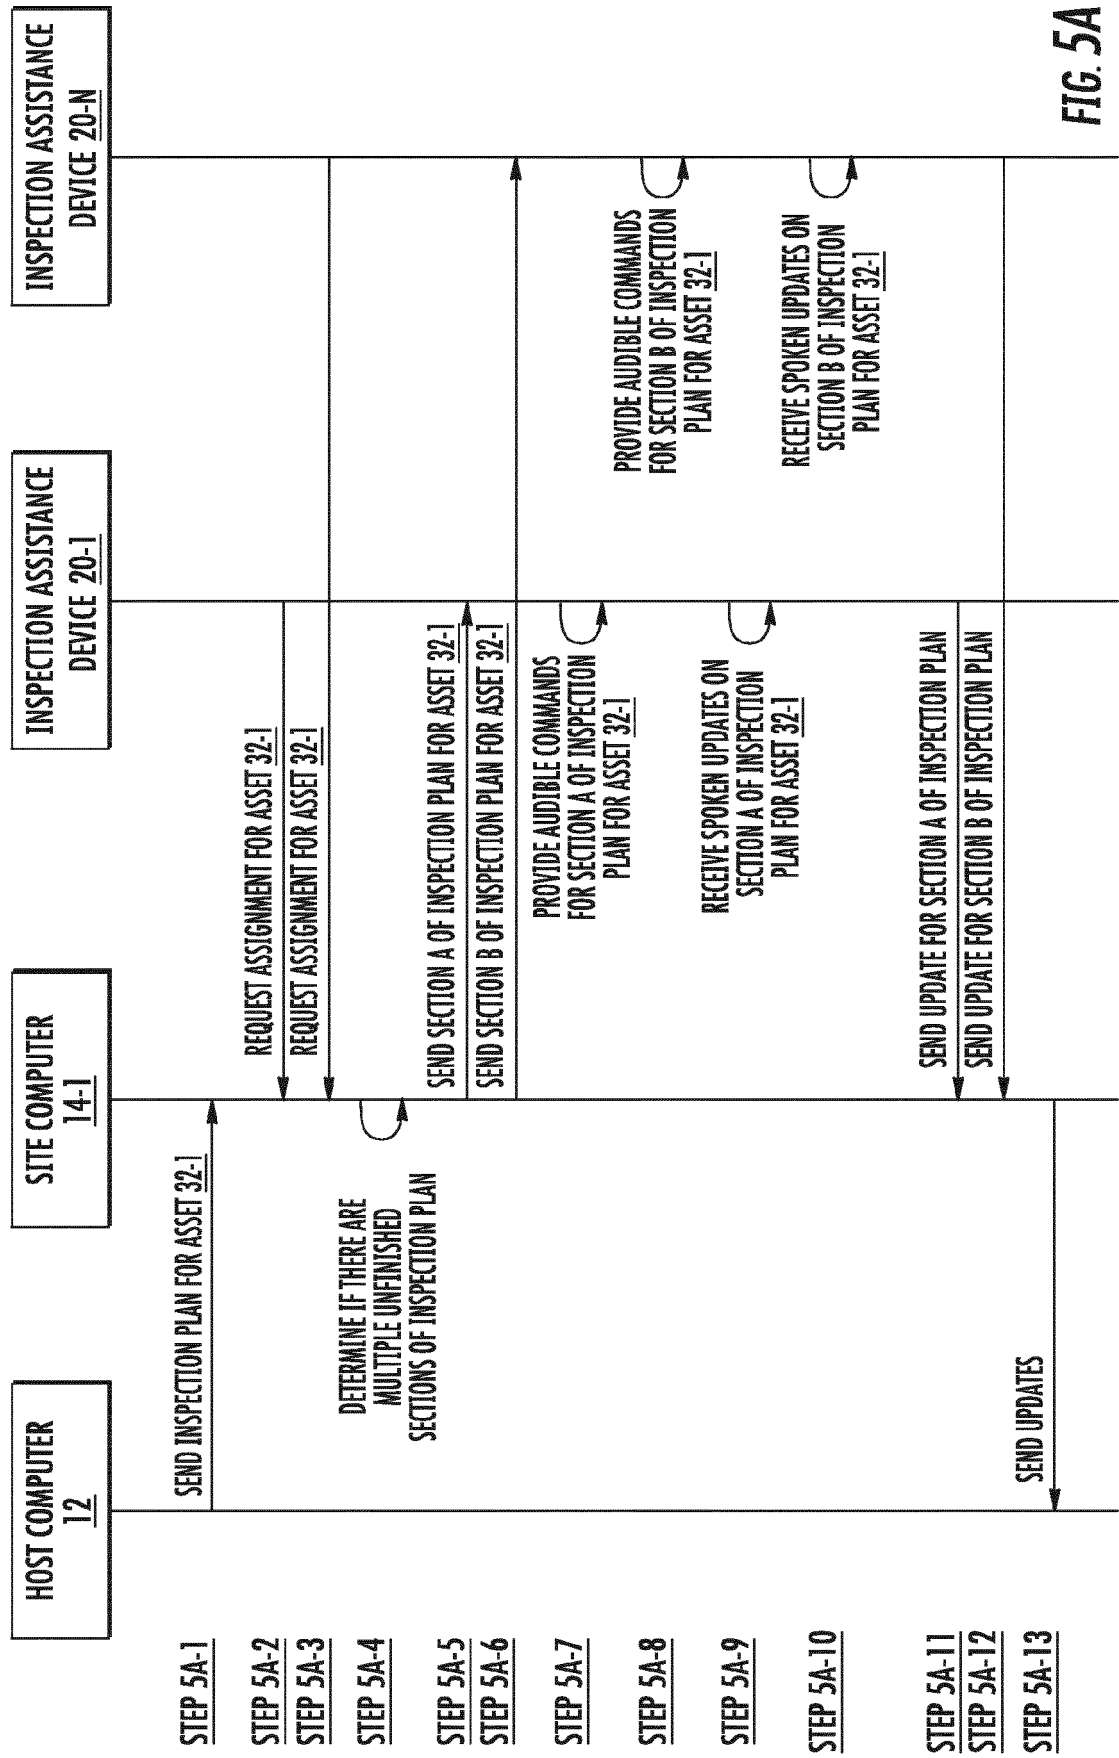 HOST COMPUTER
12
SITE COMPUTER
14-1
INSPECTION ASSISTANCE
DEVICE 20-1
INSPECTION ASSISTANCE
DEVICE 20-N
STEP 5A-1
SEND INSPECTION PLAN FOR ASSET 32-1
STEP 5A-2
REQUEST ASSIGNMENT FOR ASSET 32-1
STEP 5A-3
REQUEST ASSIGNMENT FOR ASSET 32-1
STEP 5A-4
DETERMINE IF THERE ARE
MULTIPLE UNFINISHED
SECTIONS OF INSPECTION PLAN
STEP 5A-5
SEND SECTION A OF INSPECTION PLAN FOR ASSET 32-1
STEP 5A-6
SEND SECTION B OF INSPECTION PLAN FOR ASSET 32-1
STEP 5A-7
PROVIDE AUDIBLE COMMANDS
FOR SECTION A OF INSPECTION
PLAN FOR ASSET 32-1
STEP 5A-8
PROVIDE AUDIBLE COMMANDS
FOR SECTION B OF INSPECTION
PLAN FOR ASSET 32-1
STEP 5A-9
RECEIVE SPOKEN UPDATES ON
SECTION A OF INSPECTION
PLAN FOR ASSET 32-1
STEP 5A-10
RECEIVE SPOKEN UPDATES ON
SECTION B OF INSPECTION
PLAN FOR ASSET 32-1
STEP 5A-11
SEND UPDATE FOR SECTION A OF INSPECTION PLAN
STEP 5A-12
SEND UPDATE FOR SECTION B OF INSPECTION PLAN
STEP 5A-13
SEND UPDATES
FIG. 5A